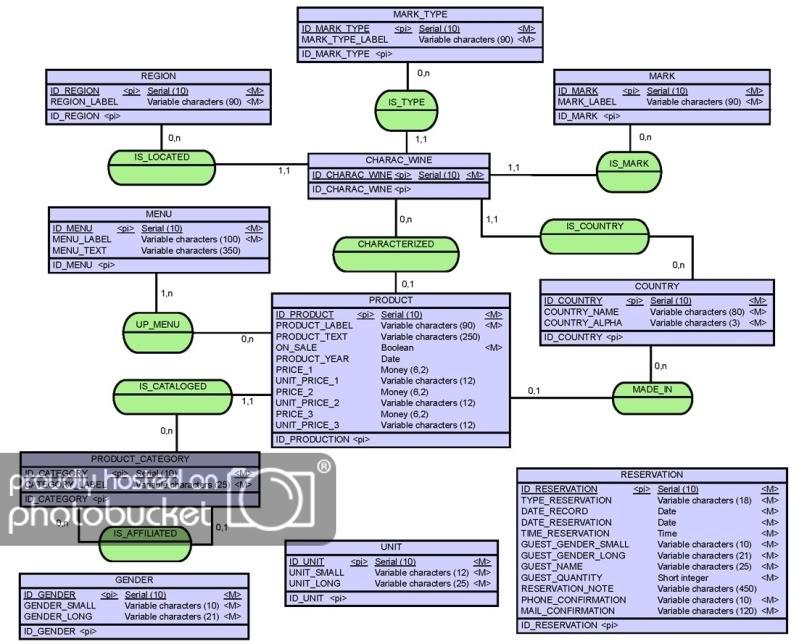 MARK_TYPE
ID_MARK_TYPE <pi> Serial (10) <M>
MARK_TYPE_LABEL Variable characters (90) <M>
ID_MARK_TYPE <pi>
0,n
IS_TYPE
1,1
REGION
ID_REGION <pi> Serial (10) <M>
REGION_LABEL Variable characters (90) <M>
ID_REGION <pi>
0,n
IS_LOCATED
1,1
MARK
ID_MARK <pi> Serial (10) <M>
MARK_LABEL Variable characters (90) <M>
ID_MARK <pi>
0,n
IS_MARK
1,1
CHARAC_WINE
ID_CHARAC_WINE <pi> Serial (10) <M>
ID_CHARAC_WINE <pi>
0,n
CHARACTERIZED
0,1
1,1
IS_COUNTRY
0,n
MENU
ID_MENU <pi> Serial (10) <M>
MENU_LABEL Variable characters (100) <M>
MENU_TEXT Variable characters (350)
ID_MENU <pi>
1,n
UP_MENU
0,n
COUNTRY
ID_COUNTRY <pi> Serial (10) <M>
COUNTRY_NAME Variable characters (80) <M>
COUNTRY_ALPHA Variable characters (3) <M>
ID_COUNTRY <pi>
0,n
MADE_IN
0,1
PRODUCT
ID_PRODUCT <pi> Serial (10) <M>
PRODUCT_LABEL Variable characters (90) <M>
PRODUCT_TEXT Variable characters (250)
ON_SALE Boolean <M>
PRODUCT_YEAR Date
PRICE_1 Money (6,2)
UNIT_PRICE_1 Variable characters (12)
PRICE_2 Money (6,2)
UNIT_PRICE_2 Variable characters (12)
PRICE_3 Money (6,2)
UNIT_PRICE_3 Variable characters (12)
ID_PRODUCTION <pi>
IS_CATALOGED
1,1
0,n
PRODUCT_CATEGORY
ID_CATEGORY <pi> Serial (10) <M>
CATEGORY_LABEL Variable characters (25) <M>
ID_CATEGORY <pi>
0,n
0,1
IS_AFFILIATED
proudly hosted on
photobucket
®
GENDER
ID_GENDER <pi> Serial (10) <M>
GENDER_SMALL Variable characters (10) <M>
GENDER_LONG Variable characters (21) <M>
ID_GENDER <pi>
UNIT
ID_UNIT <pi> Serial (10) <M>
UNIT_SMALL Variable characters (12) <M>
UNIT_LONG Variable characters (25) <M>
ID_UNIT <pi>
RESERVATION
ID_RESERVATION <pi> Serial (10) <M>
TYPE_RESERVATION Variable characters (18) <M>
DATE_RECORD Date <M>
DATE_RESERVATION Date <M>
TIME_RESERVATION Time <M>
GUEST_GENDER_SMALL Variable characters (10) <M>
GUEST_GENDER_LONG Variable characters (21) <M>
GUEST_NAME Variable characters (25) <M>
GUEST_QUANTITY Short integer <M>
RESERVATION_NOTE Variable characters (450)
PHONE_CONFIRMATION Variable characters (10) <M>
MAIL_CONFIRMATION Variable characters (120) <M>
ID_RESERVATION <pi>